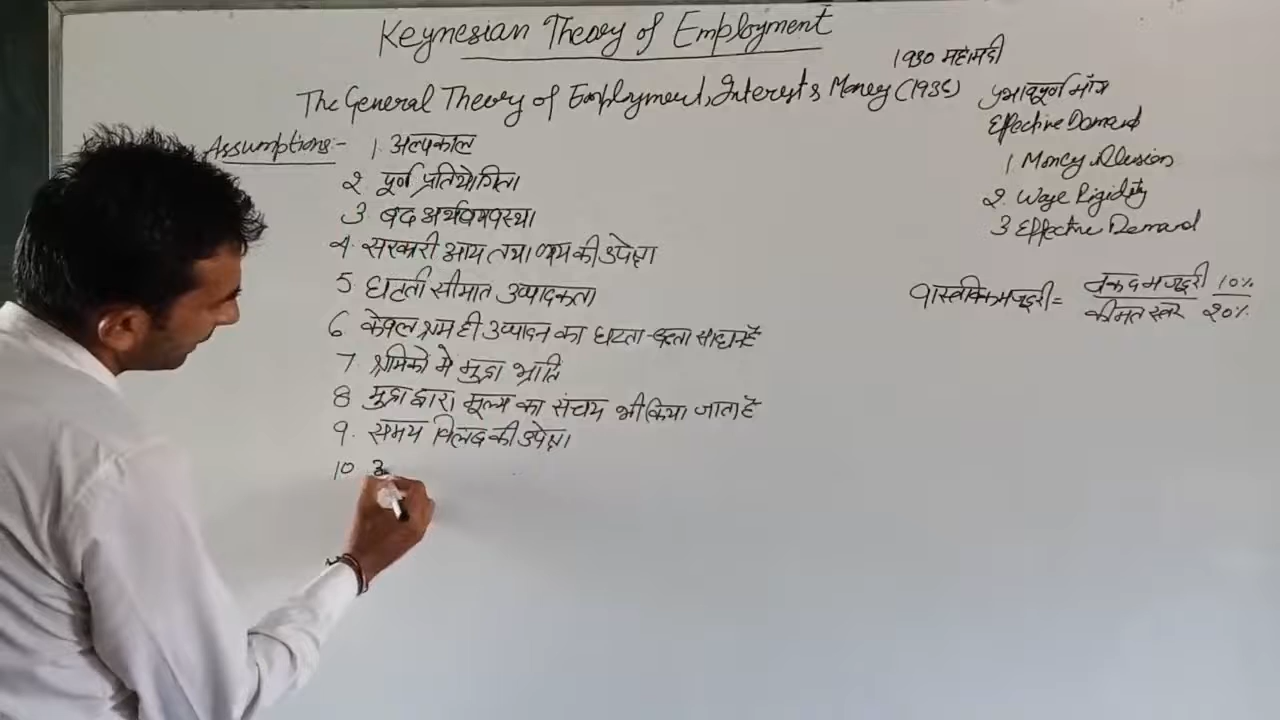 Keynesian Theory of Employment
1930 महामंदी
The General Theory of Employment, Interest & Money (1936)
प्रभावपूर्ण माँग
Effective Demand
1 Money illusion
2. Wage Rigidity
3 Effective Demand
वास्तविक मजदूरी = नकद मजदूरी 10%
कीमत स्तर 20%
Assumptions:- 1. अल्पकाल
2 पूर्ण प्रतियोगिता
3 बंद अर्थव्यवस्था
4. सरकारी आय तथा व्यय की उपेक्षा
5 घटती सीमांत उत्पादकता
6 केवल श्रम ही उत्पादन का घटता-बढता साधन है
7 श्रमिको मे मुद्रा भ्रांति
8 मुद्रा द्वारा मूल्य का संचय भी किया जाता है
9. समय विलंब की उपेक्षा
10